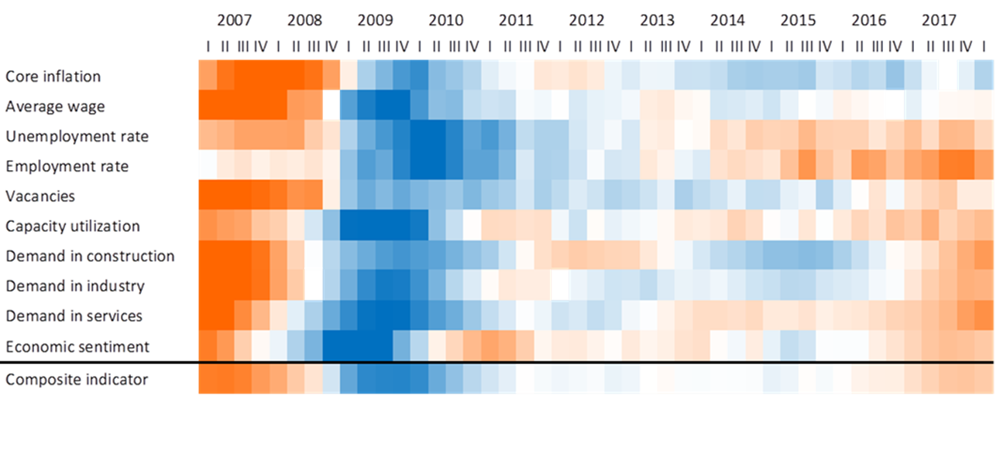 2007 2008 2009 2010 2011 2012 2013 2014 2015 2016 2017
I II III IV I II III IV I II III IV I II III IV I II III IV I II III IV I II III IV I II III IV I II III IV I II III IV I II III IV I
Core inflation
Average wage
Unemployment rate
Employment rate
Vacancies
Capacity utilization
Demand in construction
Demand in industry
Demand in services
Economic sentiment
Composite indicator